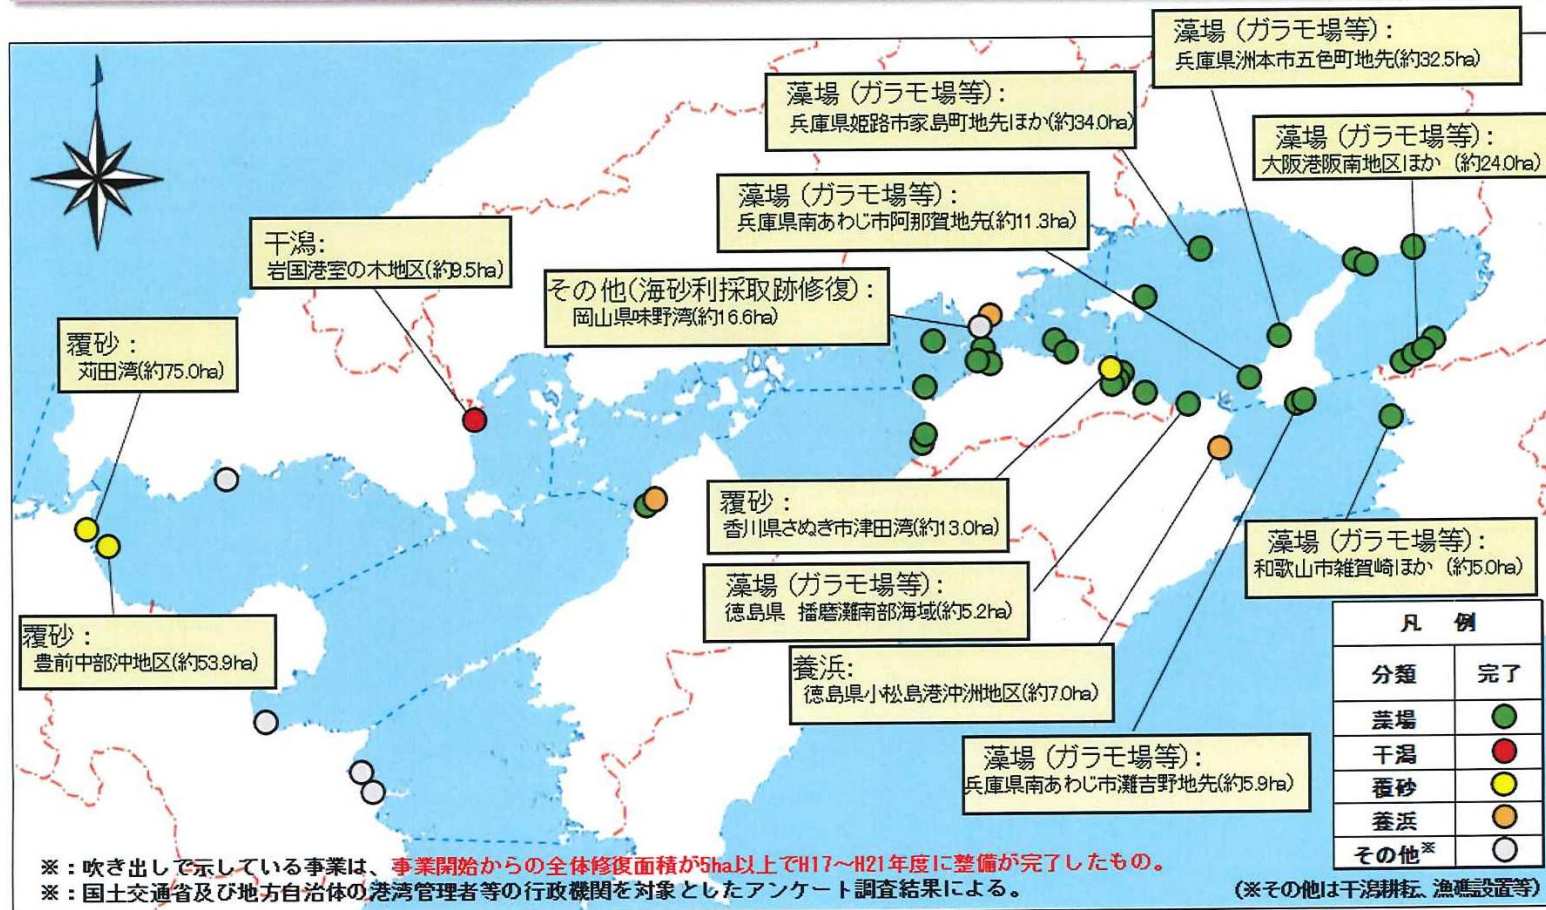 藻場 (ガラモ場等)：
兵庫県洲本市五色町地先(約32.5ha)
藻場 (ガラモ場等)：
兵庫県姫路市家島町地先ほか(約34.0ha)
藻場 (ガラモ場等)：
大阪港阪南地区ほか (約24.0ha)
藻場 (ガラモ場等)：
兵庫県南あわじ市阿那賀地先(約11.3ha)
干潟:
岩国港室の木地区(約9.5ha)
その他(海砂利採取跡修復)：
岡山県味野湾(約16.6ha)
覆砂：
苅田湾(約75.0ha)
覆砂：
香川県さぬき市津田湾(約13.0ha)
藻場 (ガラモ場等)：
和歌山市雑賀崎ほか (約5.0ha)
藻場 (ガラモ場等)：
徳島県 播磨灘南部海域(約5.2ha)
覆砂：
豊前中部沖地区(約53.9ha)
養浜:
徳島県小松島港沖洲地区(約7.0ha)
藻場 (ガラモ場等)：
兵庫県南あわじ市灘吉野地先(約5.9ha)
凡 例
分類 完了
藻場
干潟
覆砂
養浜
その他※
※：吹き出しで示している事業は、事業開始からの全体修復面積が5ha以上でH17～H21年度に整備が完了したもの。
※：国土交通省及び地方自治体の港湾管理者等の行政機関を対象としたアンケート調査結果による。
(※その他は干潟耕耘、漁礁設置等)